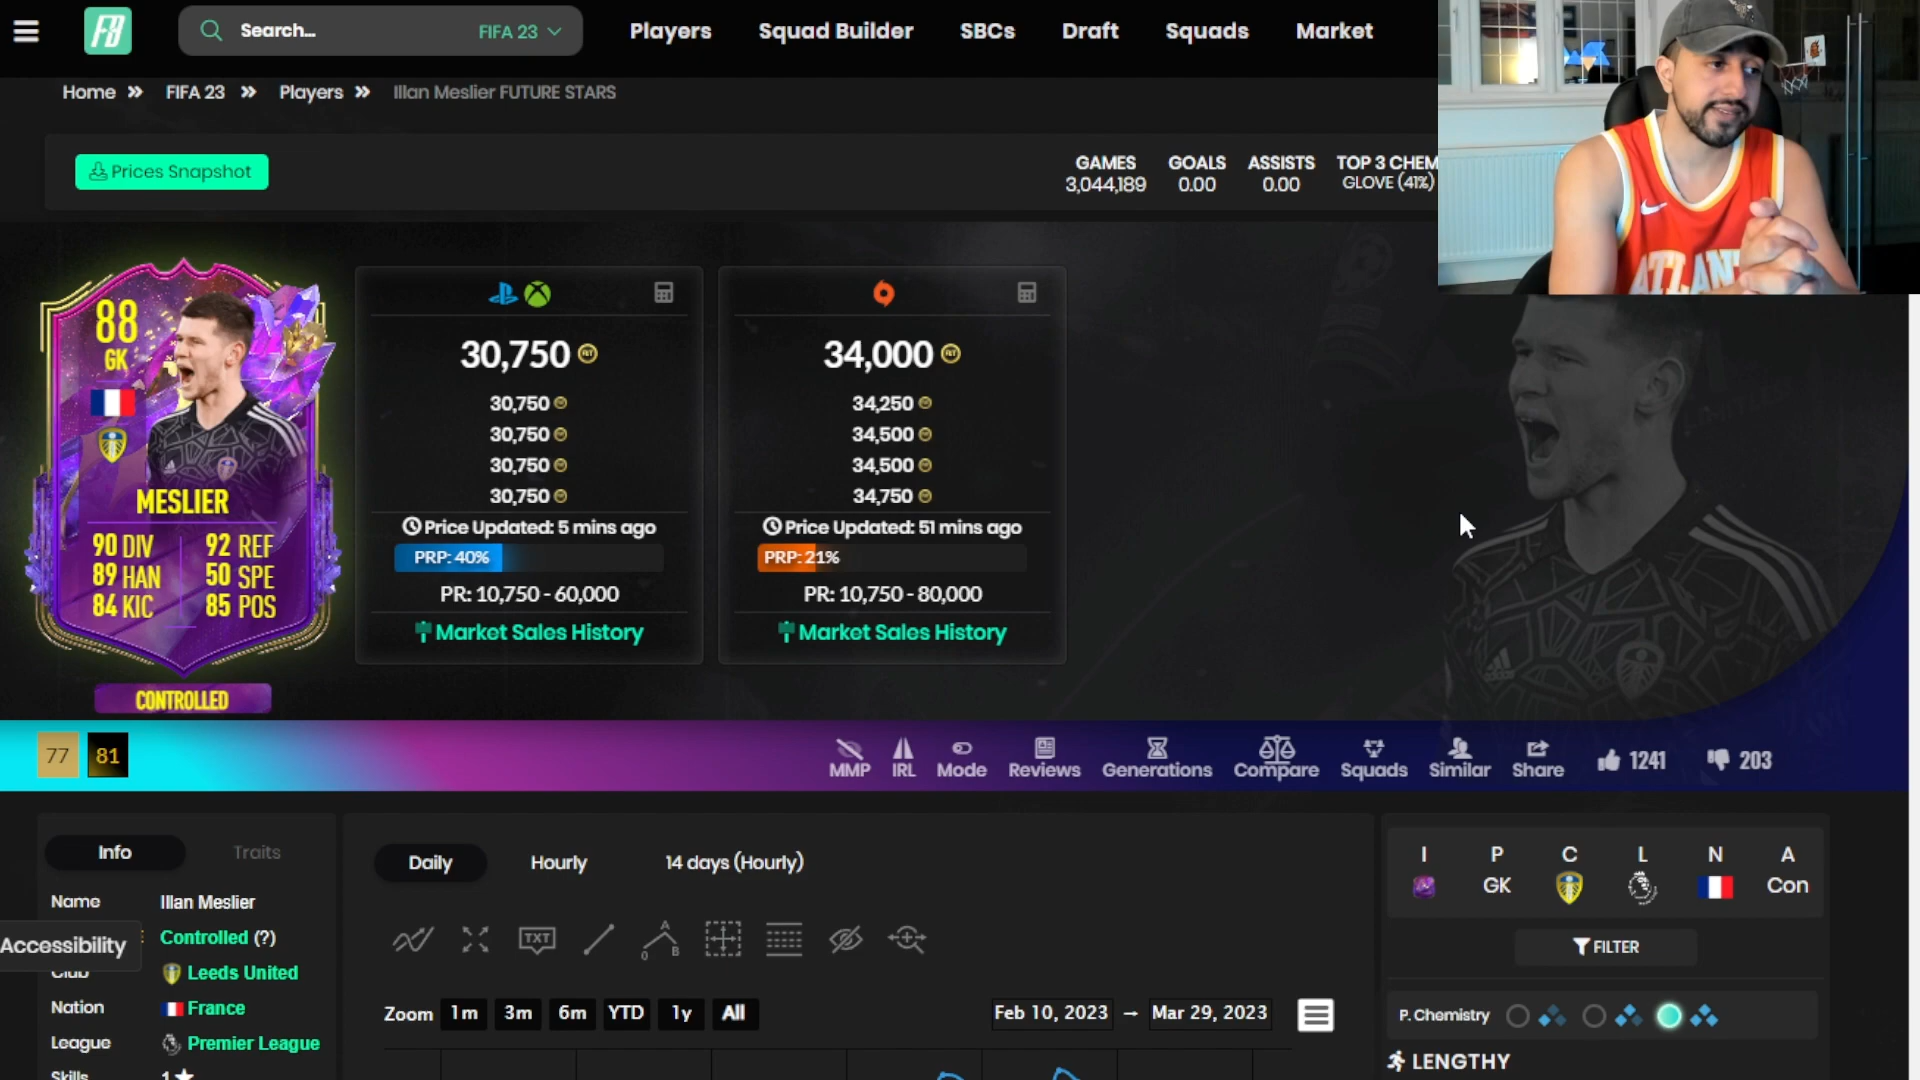 Search...
FIFA 23
Players
Squad Builder
SBCs
Draft
Squads
Market
Home » FIFA 23 » Players » Illan Meslier FUTURE STARS
Prices Snapshot
GAMES
3,044,189
GOALS
0.00
ASSISTS
0.00
TOP 3 CHEM
GLOVE (41%)
ATLAN
88
GK
MESLIER
90 DIV
92 REF
89 HAN
50 SPE
84 KIC
85 POS
CONTROLLED
30,750
30,750
30,750
30,750
30,750
Price Updated: 5 mins ago
PRP: 40%
PR: 10,750 - 60,000
Market Sales History
34,000
34,250
34,500
34,500
34,750
Price Updated: 51 mins ago
PRP: 21%
PR: 10,750 - 80,000
Market Sales History
77
81
MMP
IRL
Mode
Reviews
Generations
Compare
Squads
Similar
Share
1241
203
Info
Traits
Name
Illan Meslier
Accessibility
Controlled (?)
Club
Leeds United
Nation
France
League
Premier League
Skills
1★
Daily
Hourly
14 days (Hourly)
TXT
A
0
B
Zoom
1m
3m
6m
YTD
1y
All
Feb 10, 2023 → Mar 29, 2023
I
P
C
L
N
A
GK
Con
FILTER
P. Chemistry
LENGTHY